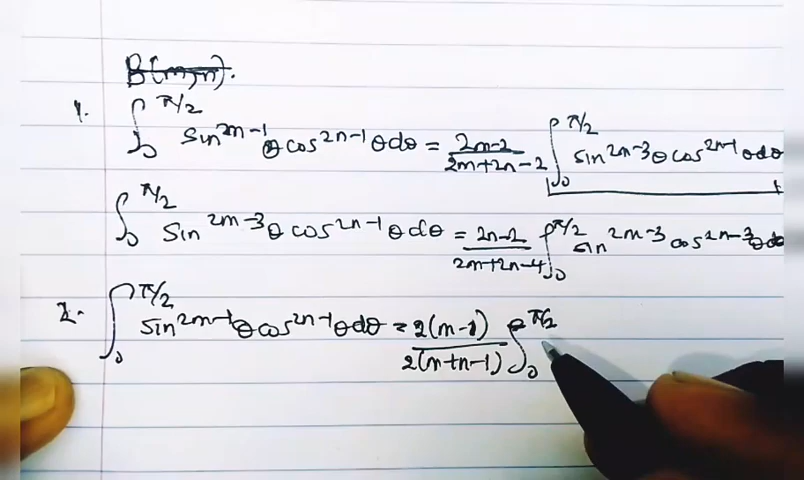 B(m,n).
1. ∫₀^π/2 sin^2m-1 θ cos^2n-1 θ dθ = 2m-2/2m+2n-2 ∫₀^π/2 sin^2n-3 θ cos^2n-1 θ dθ
∫₀^π/2 sin^2m-3 θ cos^2n-1 θ dθ = 2n-2/2m+2n-4 ∫₀^π/2 sin^2m-3 cos^2n-3 θ do
2. ∫₀^π/2 sin^2m-1 θ cos^2n-1 θ dθ = 2(m-1)/2(m+n-1) ∫₀^π/2